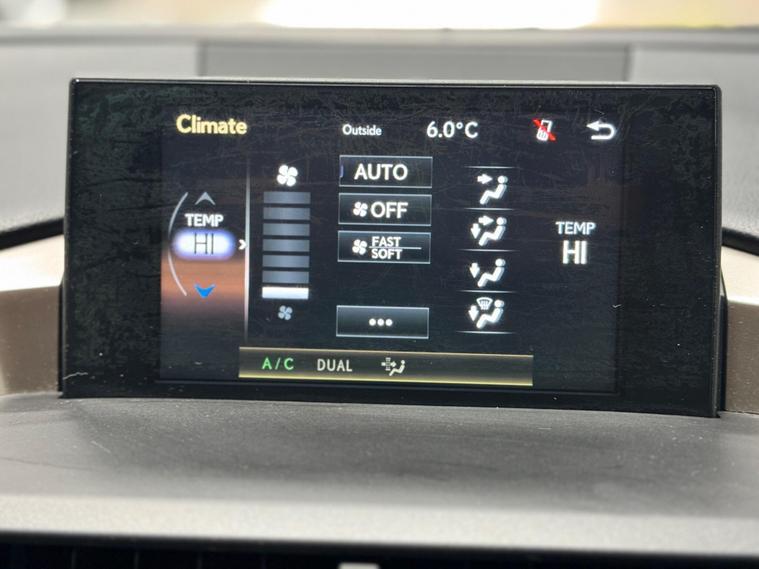 Climate
Outside 6.0°C
AUTO
TEMP
HI
OFF
FAST
SOFT
TEMP
HI
•••
A/C DUAL